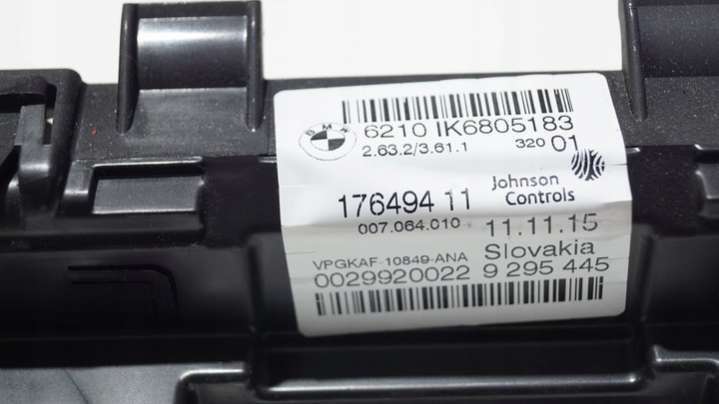 BMW
6210 IK6805183
2.63.2/3.61.1 320 01
176494 11 Johnson
Controls
007.064.010 11.11.15
VPGKAF-10849-ANA Slovakia
0029920022 9 295 445